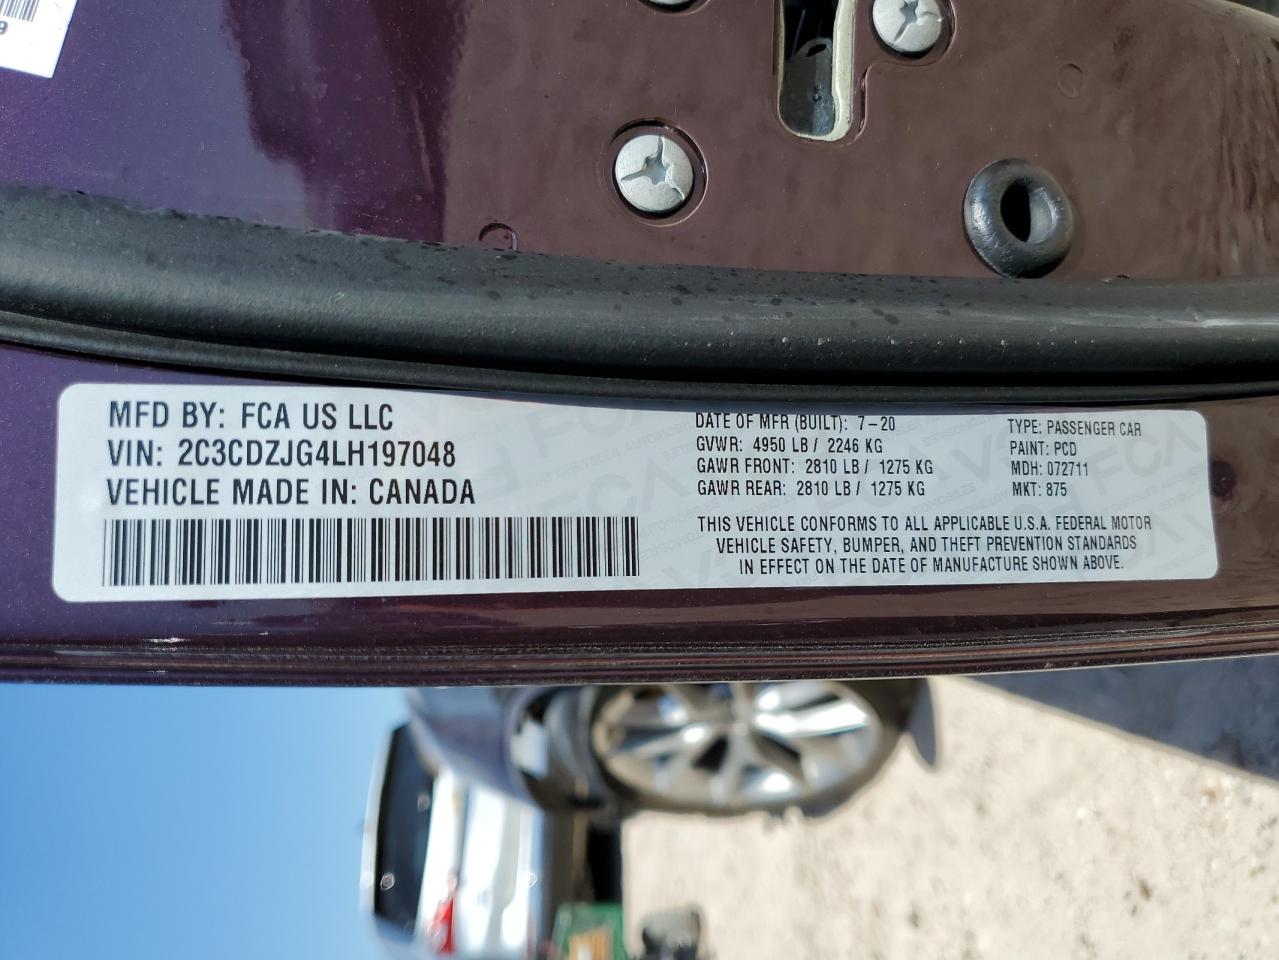 MFD BY: FCA US LLC
VIN: 2C3CDZJG4LH197048
VEHICLE MADE IN: CANADA
DATE OF MFR (BUILT): 7-20
GVWR: 4950 LB / 2246 KG
GAWR FRONT: 2810 LB / 1275 KG
GAWR REAR: 2810 LB / 1275 KG
TYPE: PASSENGER CAR
PAINT: PCD
MDH: 072711
MKT: 875
THIS VEHICLE CONFORMS TO ALL APPLICABLE U.S.A. FEDERAL MOTOR
VEHICLE SAFETY, BUMPER, AND THEFT PREVENTION STANDARDS
IN EFFECT ON THE DATE OF MANUFACTURE SHOWN ABOVE.